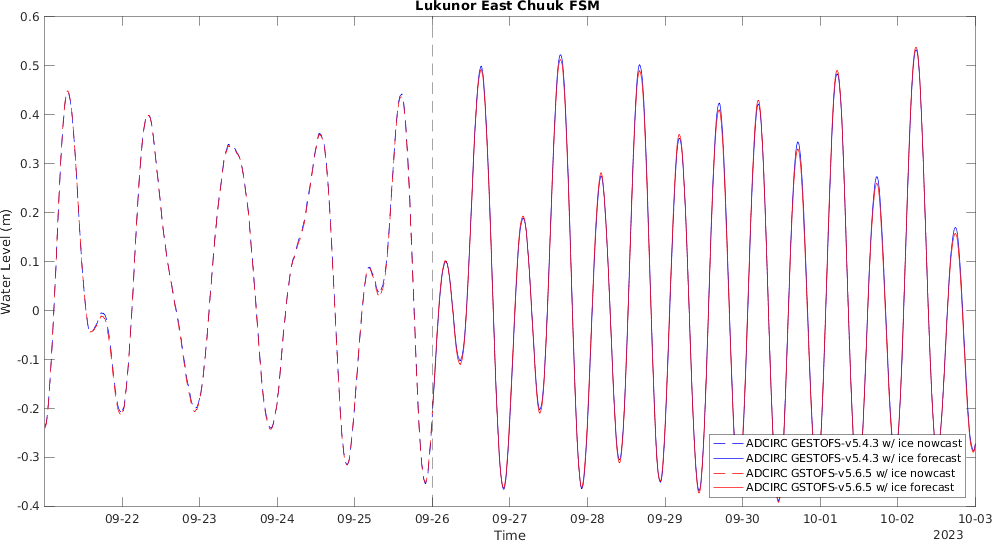 Lukunor East Chuuk FSM
0.6
0.5
0.4
0.3
0.2
0.1
0
-0.1
-0.2
-0.3
-0.4
Water Level (m)
ADCIRC GESTOFS-v5.4.3 w/ ice nowcast
ADCIRC GESTOFS-v5.4.3 w/ ice forecast
ADCIRC GSTOFS-v5.6.5 w/ ice nowcast
ADCIRC GSTOFS-v5.6.5 w/ ice forecast
09-22 09-23 09-24 09-25 09-26 09-27 09-28 09-29 09-30 10-01 10-02 10-03
Time
2023